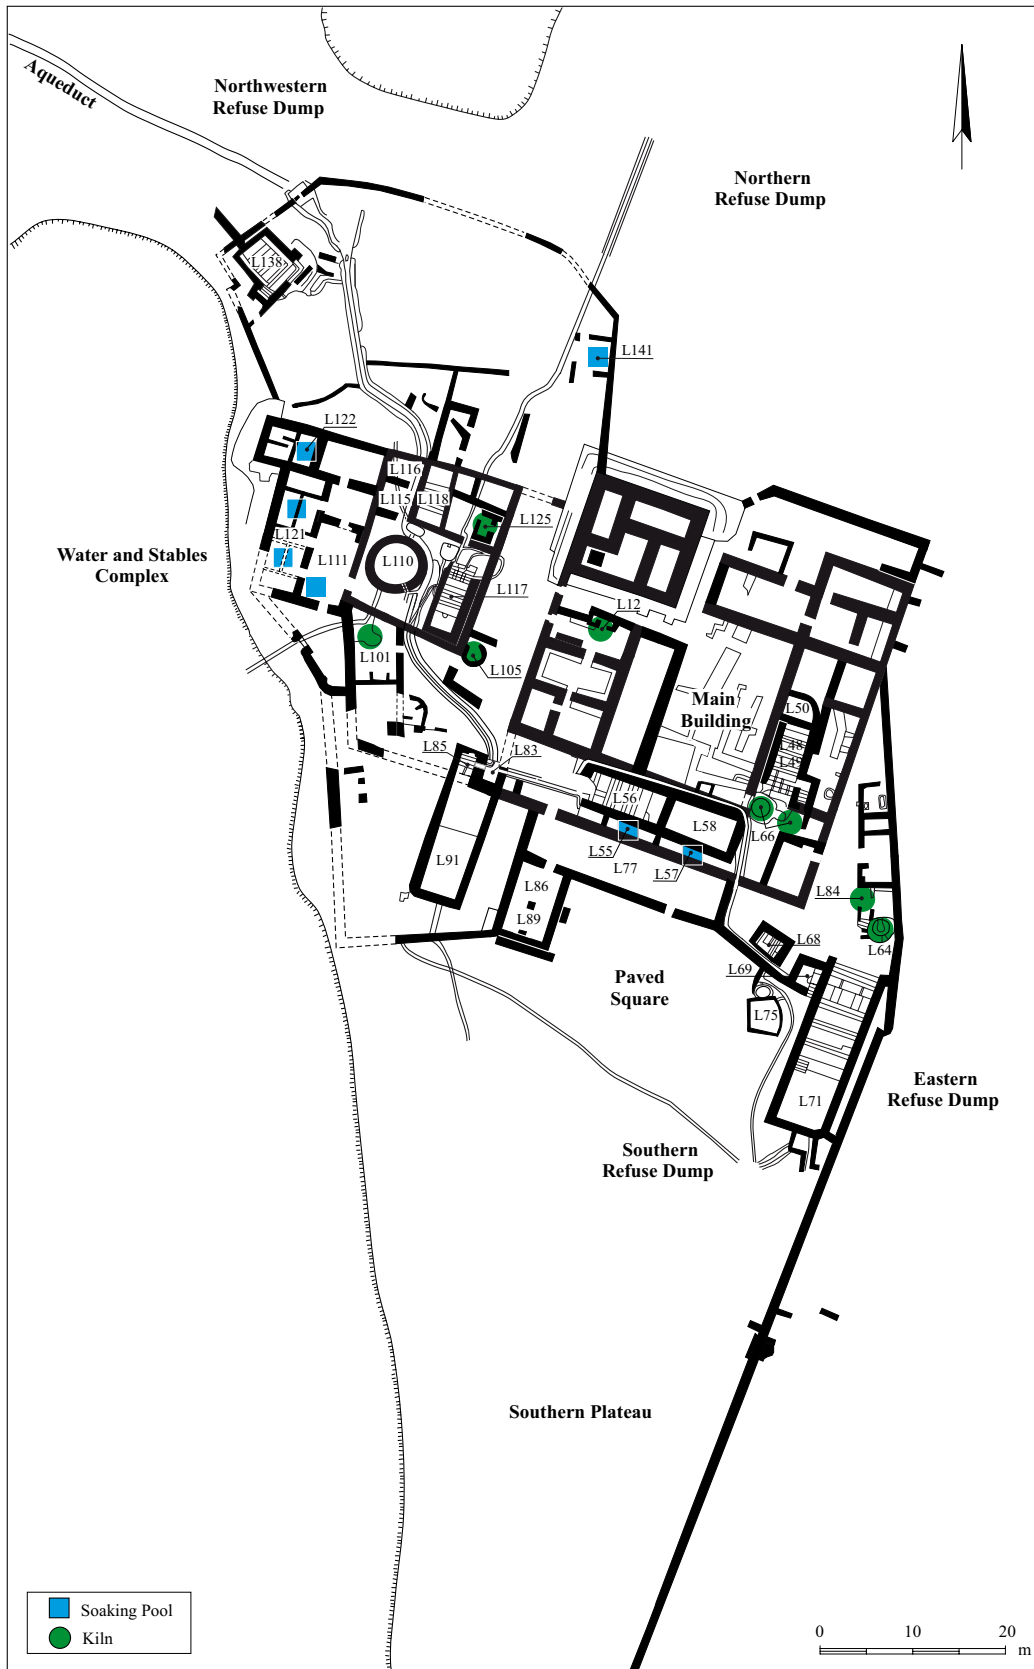 Aqueduct
Northwestern
Refuse Dump
Northern
Refuse Dump
L138
L141
L122
L116
L115
L118
L125
L121
L111
L110
Water and Stables
Complex
L117
L12
L101
L105
Main
Building
L50
L48
L49
L85
L83
L56
L58
L66
L55
L77
L57
L91
L86
L89
L84
L64
L68
L69
Paved
Square
L75
L71
Eastern
Refuse Dump
Southern
Refuse Dump
Southern Plateau
Soaking Pool
Kiln
0 10 20
m